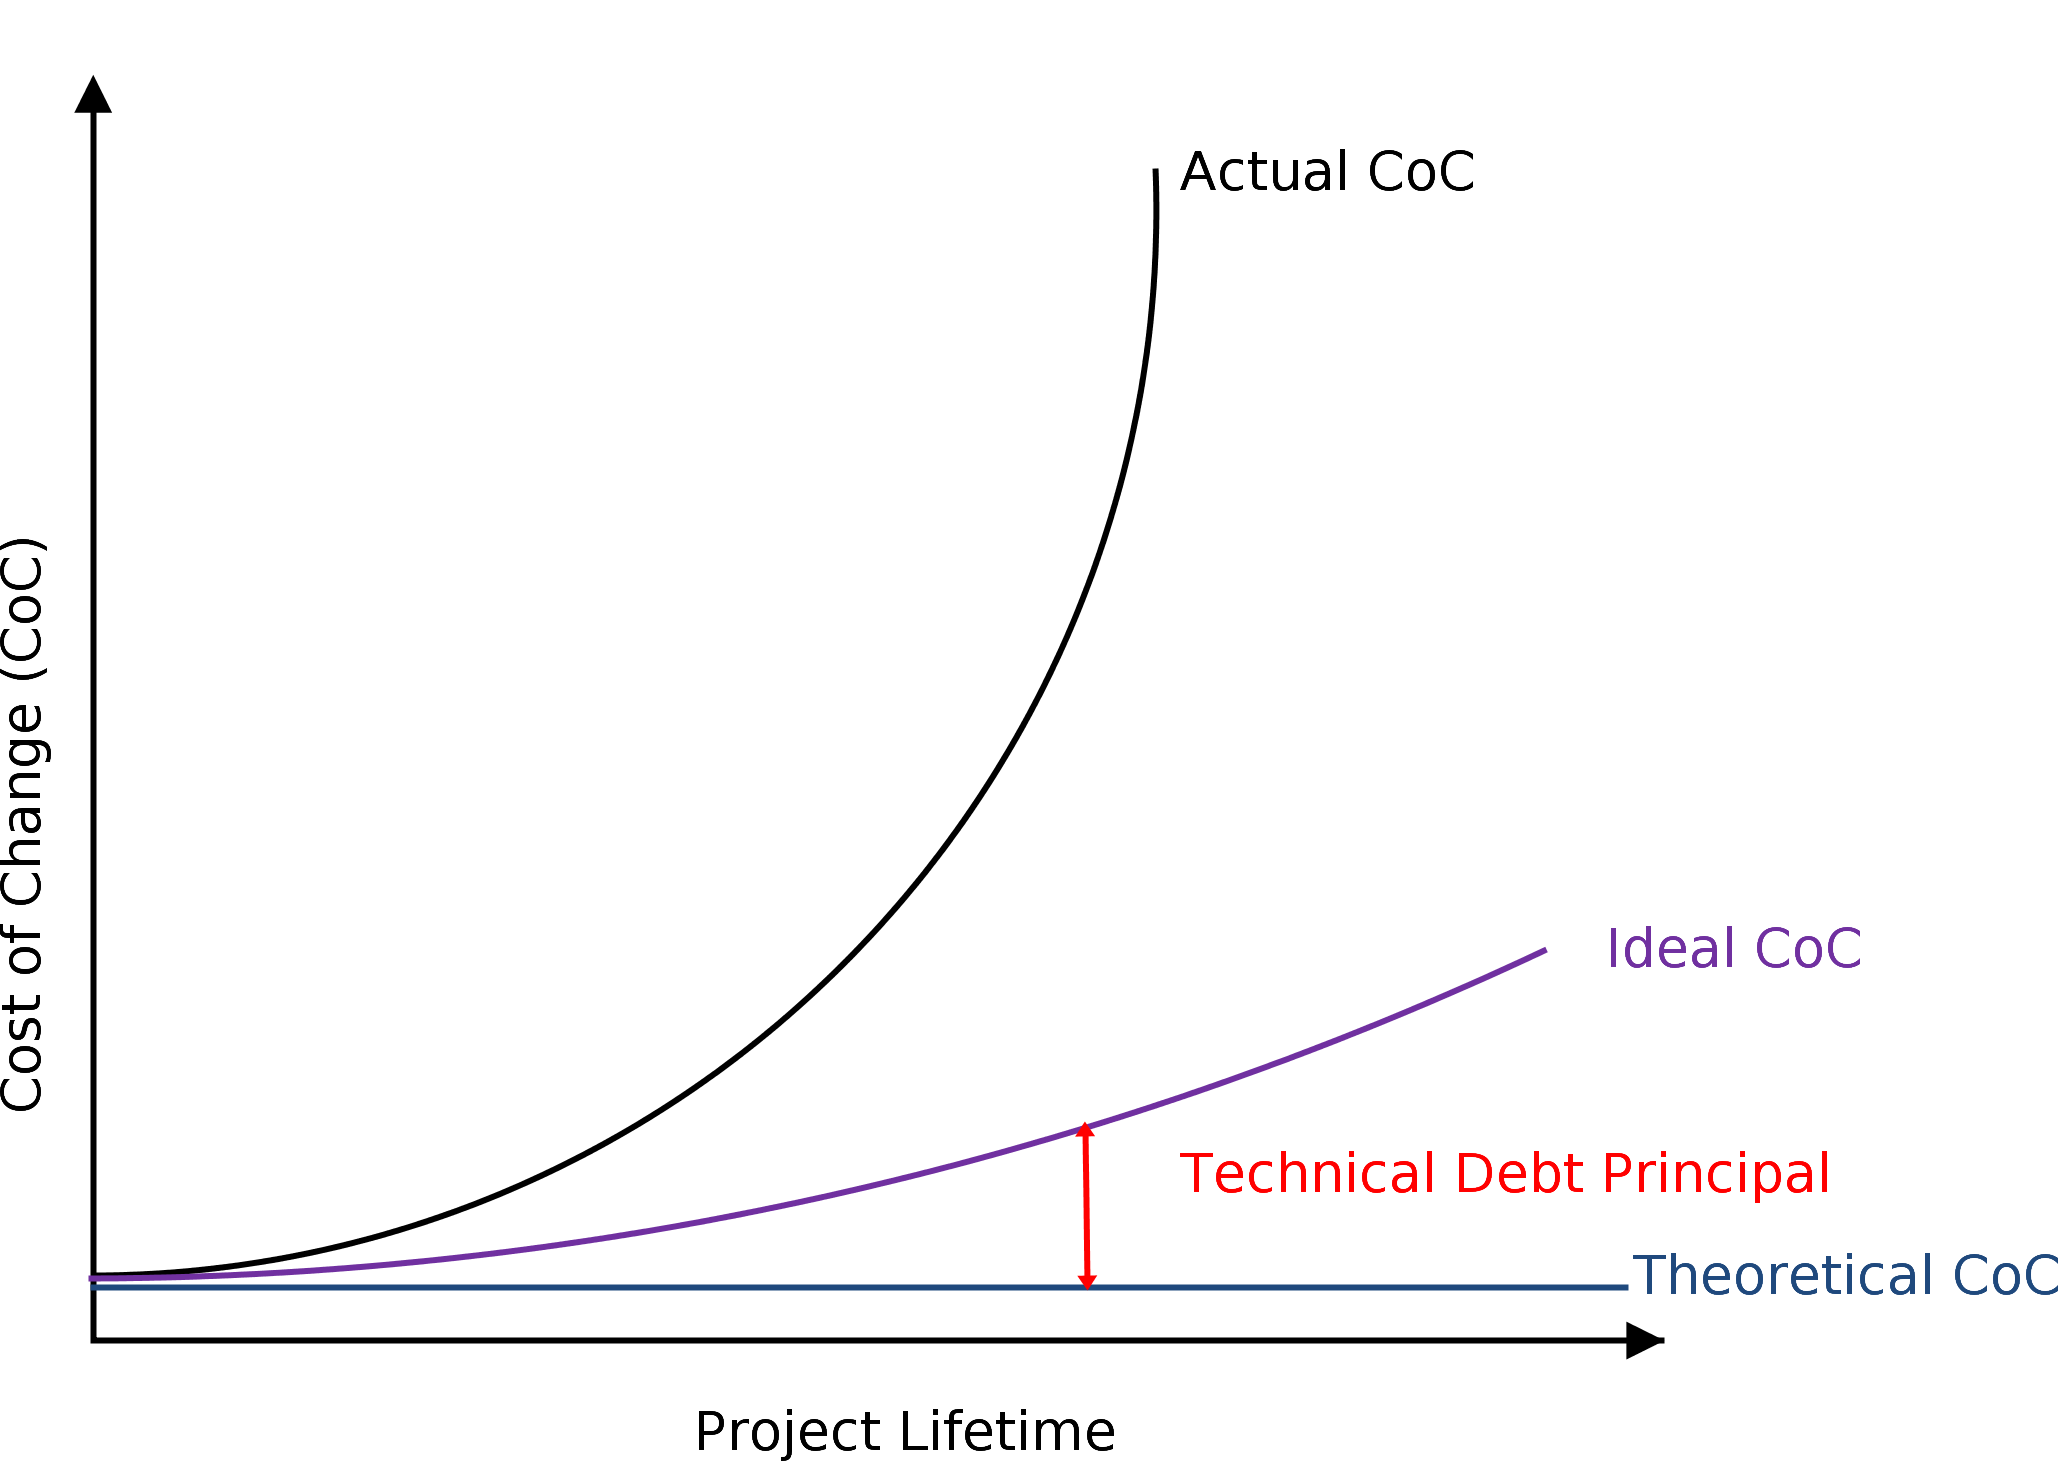 Actual CoC
Cost of Change (CoC)
Ideal CoC
Technical Debt Principal
Theoretical CoC
Project Lifetime